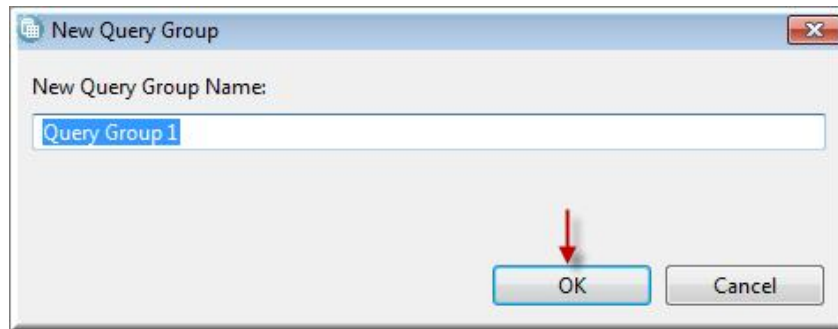 New Query Group
New Query Group Name:
Query Group 1
OK
Cancel